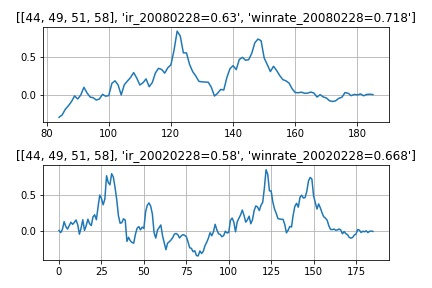 [[44, 49, 51, 58], 'ir_20080228=0.63', 'winrate_20080228=0.718']
0.5
0.0
80 100 120 140 160 180
[[44, 49, 51, 58], 'ir_20020228=0.58', 'winrate_20020228=0.668']
0.5
0.0
0 25 50 75 100 125 150 175